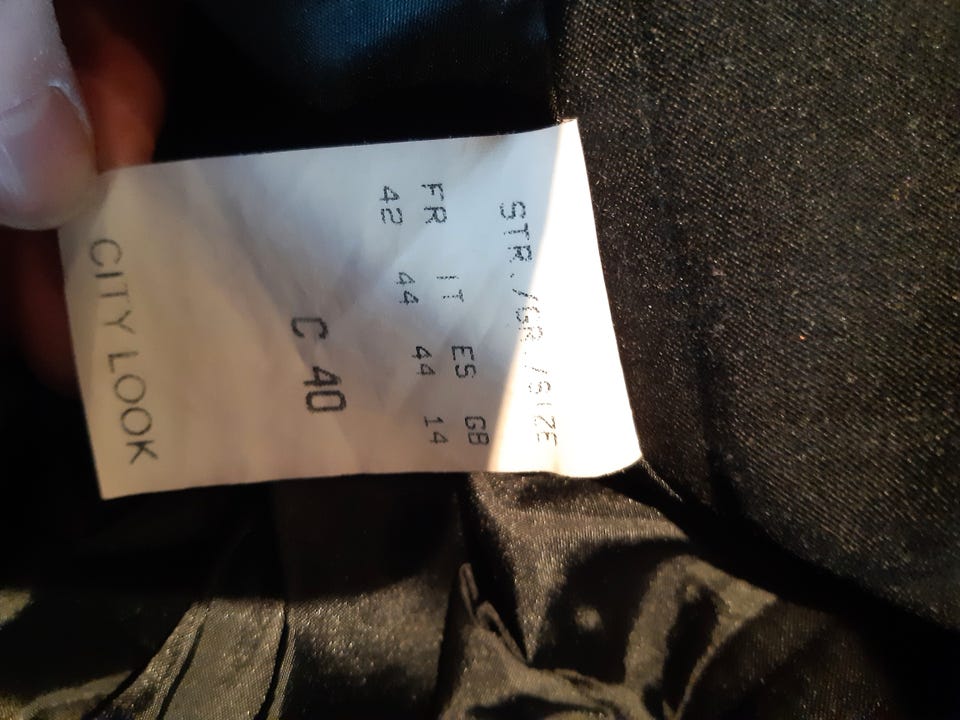 STR./GR./SIZE
FR IT ES GB
42 44 44 14
C 40
CITY LOOK